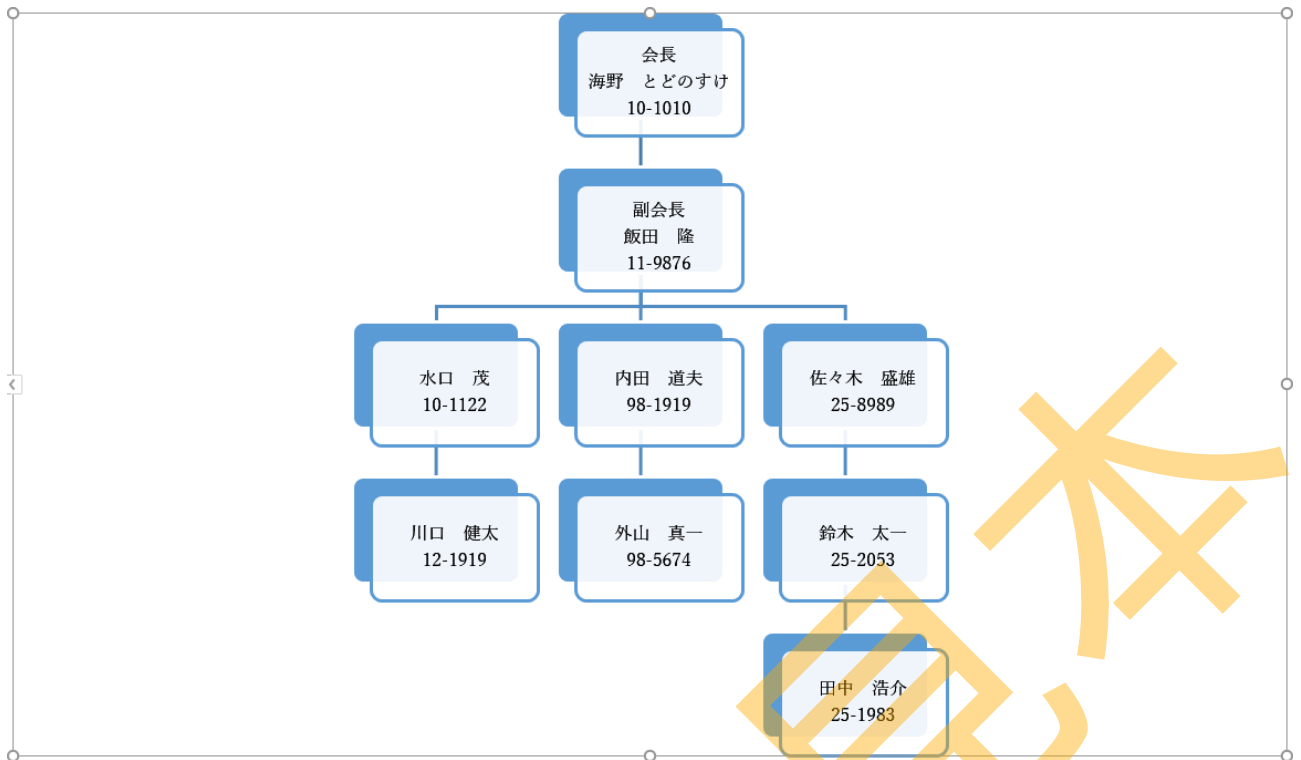 会長
海野　とどのすけ
10-1010
副会長
飯田　隆
11-9876
水口　茂
10-1122
内田　道夫
98-1919
佐々木　盛雄
25-8989
川口　健太
12-1919
外山　真一
98-5674
鈴木　太一
25-2053
田中　浩介
25-1983